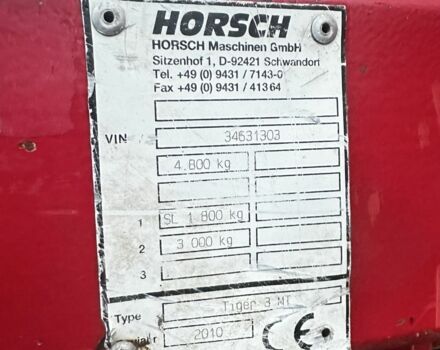 HORSCH
HORSCH Maschinen GmbH
Sitzenhof 1, D-92421 Schwandorf
Tel. +49 (0) 9431 / 7143-0
Fax +49 (0) 9431 / 41364
VIN 34631303
4.800 kg
1 SL 1 800 kg
2 3 000 kg
3
Type Tiger 3 MT
2010 CE